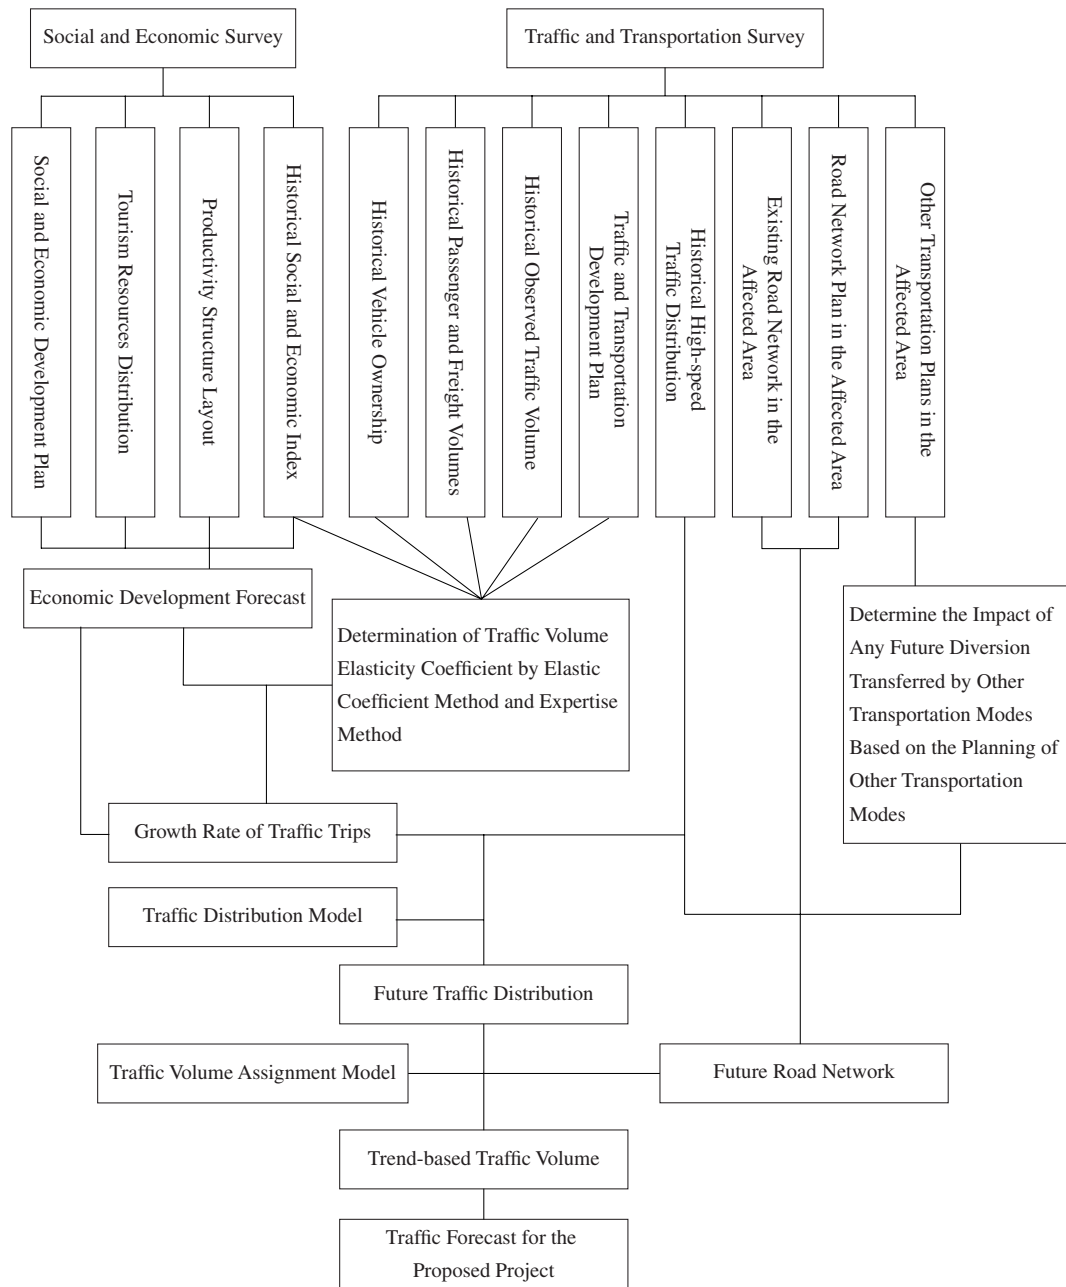 Social and Economic Survey
Traffic and Transportation Survey
Social and Economic Development Plan
Tourism Resources Distribution
Productivity Structure Layout
Historical Social and Economic Index
Historical Vehicle Ownership
Historical Passenger and Freight Volumes
Historical Observed Traffic Volume
Traffic and Transportation
Development Plan
Historical High-speed
Traffic Distribution
Existing Road Network in the
Affected Area
Road Network Plan in the Affected Area
Other Transportation Plans in the
Affected Area
Economic Development Forecast
Determination of Traffic Volume
Elasticity Coefficient by Elastic
Coefficient Method and Expertise
Method
Determine the Impact of
Any Future Diversion
Transferred by Other
Transportation Modes
Based on the Planning of
Other Transportation
Modes
Growth Rate of Traffic Trips
Traffic Distribution Model
Future Traffic Distribution
Traffic Volume Assignment Model
Future Road Network
Trend-based Traffic Volume
Traffic Forecast for the
Proposed Project